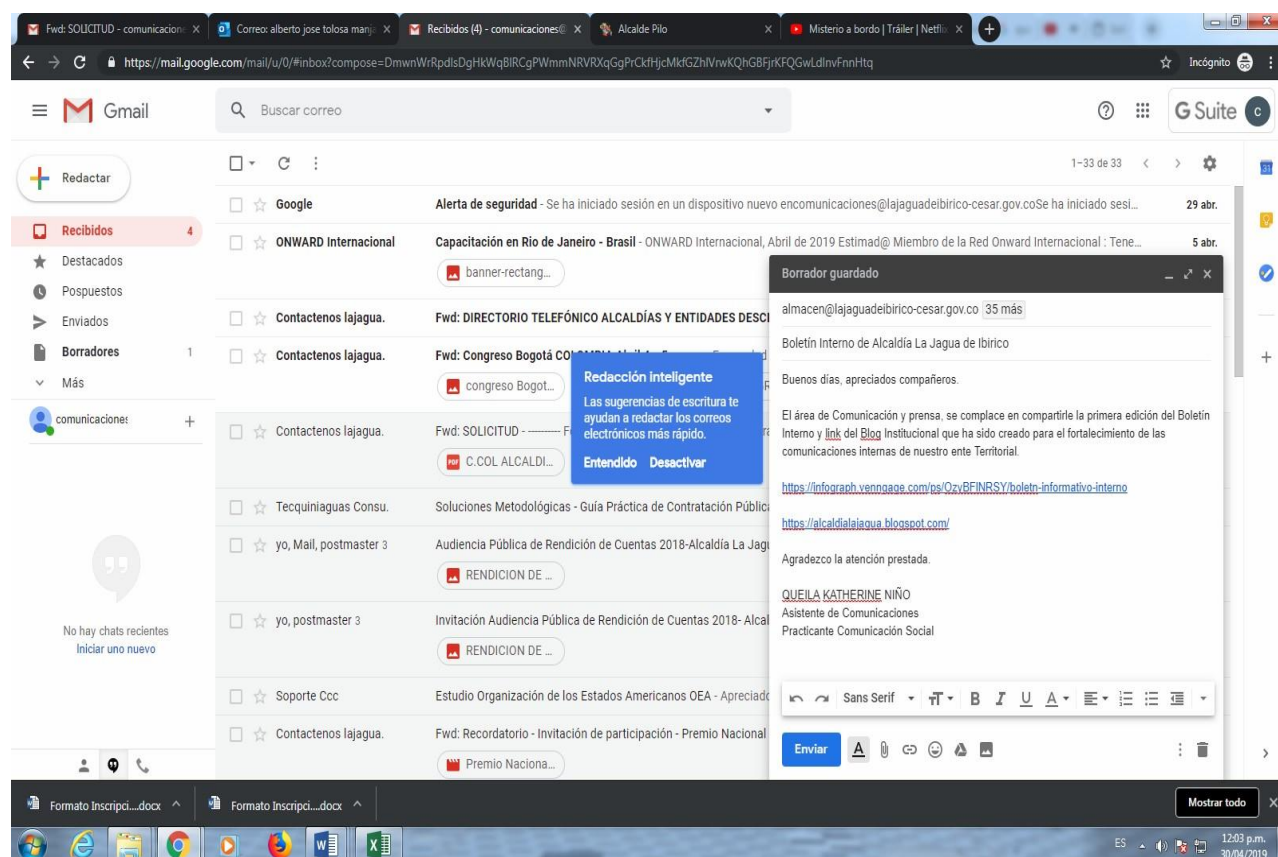 Fwd: SOLICITUD - comunicacione
Correo: alberto jose tolosa manja
Recibidos (4) - comunicaciones@
Alcalde Pilo
Misterio a bordo | Tráiler | Netfli
Incógnito
Gmail
Buscar correo
G Suite
c
Redactar
1-33 de 33
31
Recibidos 4
Destacados
Pospuestos
Enviados
Borradores 1
Más
comunicaciones
No hay chats recientes
Iniciar uno nuevo
Google Alerta de seguridad - Se ha iniciado sesión en un dispositivo nuevo encomunicaciones@lajaguadeibirico-cesar.gov.coSe ha iniciado sesi... 29 abr.
ONWARD Internacional Capacitación en Rio de Janeiro - Brasil - ONWARD Internacional, Abril de 2019 Estimad@ Miembro de la Red Onward Internacional : Tene... 5 abr.
banner-rectang...
Contactenos lajagua. Fwd: DIRECTORIO TELEFÓNICO ALCALDÍAS Y ENTIDADES DESCE
Contactenos lajagua. Fwd: Congreso Bogotá
congreso Bogot...
Contactenos lajagua. Fwd: SOLICITUD - ----------
PDF C.COL ALCALDI...
Tecquiniaguas Consu. Soluciones Metodológicas - Guía Práctica de Contratación Pública
yo, Mail, postmaster 3 Audiencia Pública de Rendición de Cuentas 2018-Alcaldía La Jagu
RENDICION DE ...
yo, postmaster 3 Invitación Audiencia Pública de Rendición de Cuentas 2018- Alcal
RENDICION DE ...
Soporte Ccc Estudio Organización de los Estados Americanos OEA - Apreciado
Contactenos lajagua. Fwd: Recordatorio - Invitación de participación - Premio Nacional
Premio Naciona...
Redacción inteligente
Las sugerencias de escritura te
ayudan a redactar los correos
electrónicos más rápido.
Entendido Desactivar
Borrador guardado
almacen@lajaguadeibirico-cesar.gov.co 35 más
Boletín Interno de Alcaldía La Jagua de Ibirico
Buenos días, apreciados compañeros.
El área de Comunicación y prensa, se complace en compartirle la primera edición del Boletín
Interno y link del Blog Institucional que ha sido creado para el fortalecimiento de las
comunicaciones internas de nuestro ente Territorial.
https://infograph.venngage.com/ps/OzvBFINRSY/boletn-informativo-interno
https://alcaldialajagua.blogspot.com/
Agradezco la atención prestada.
QUEILA KATHERINE NIÑO
Asistente de Comunicaciones
Practicante Comunicación Social
Sans Serif
Enviar
Formato Inscripci....docx
Formato Inscripci....docx
Mostrar todo
ES
12:03 p.m.
30/04/2019